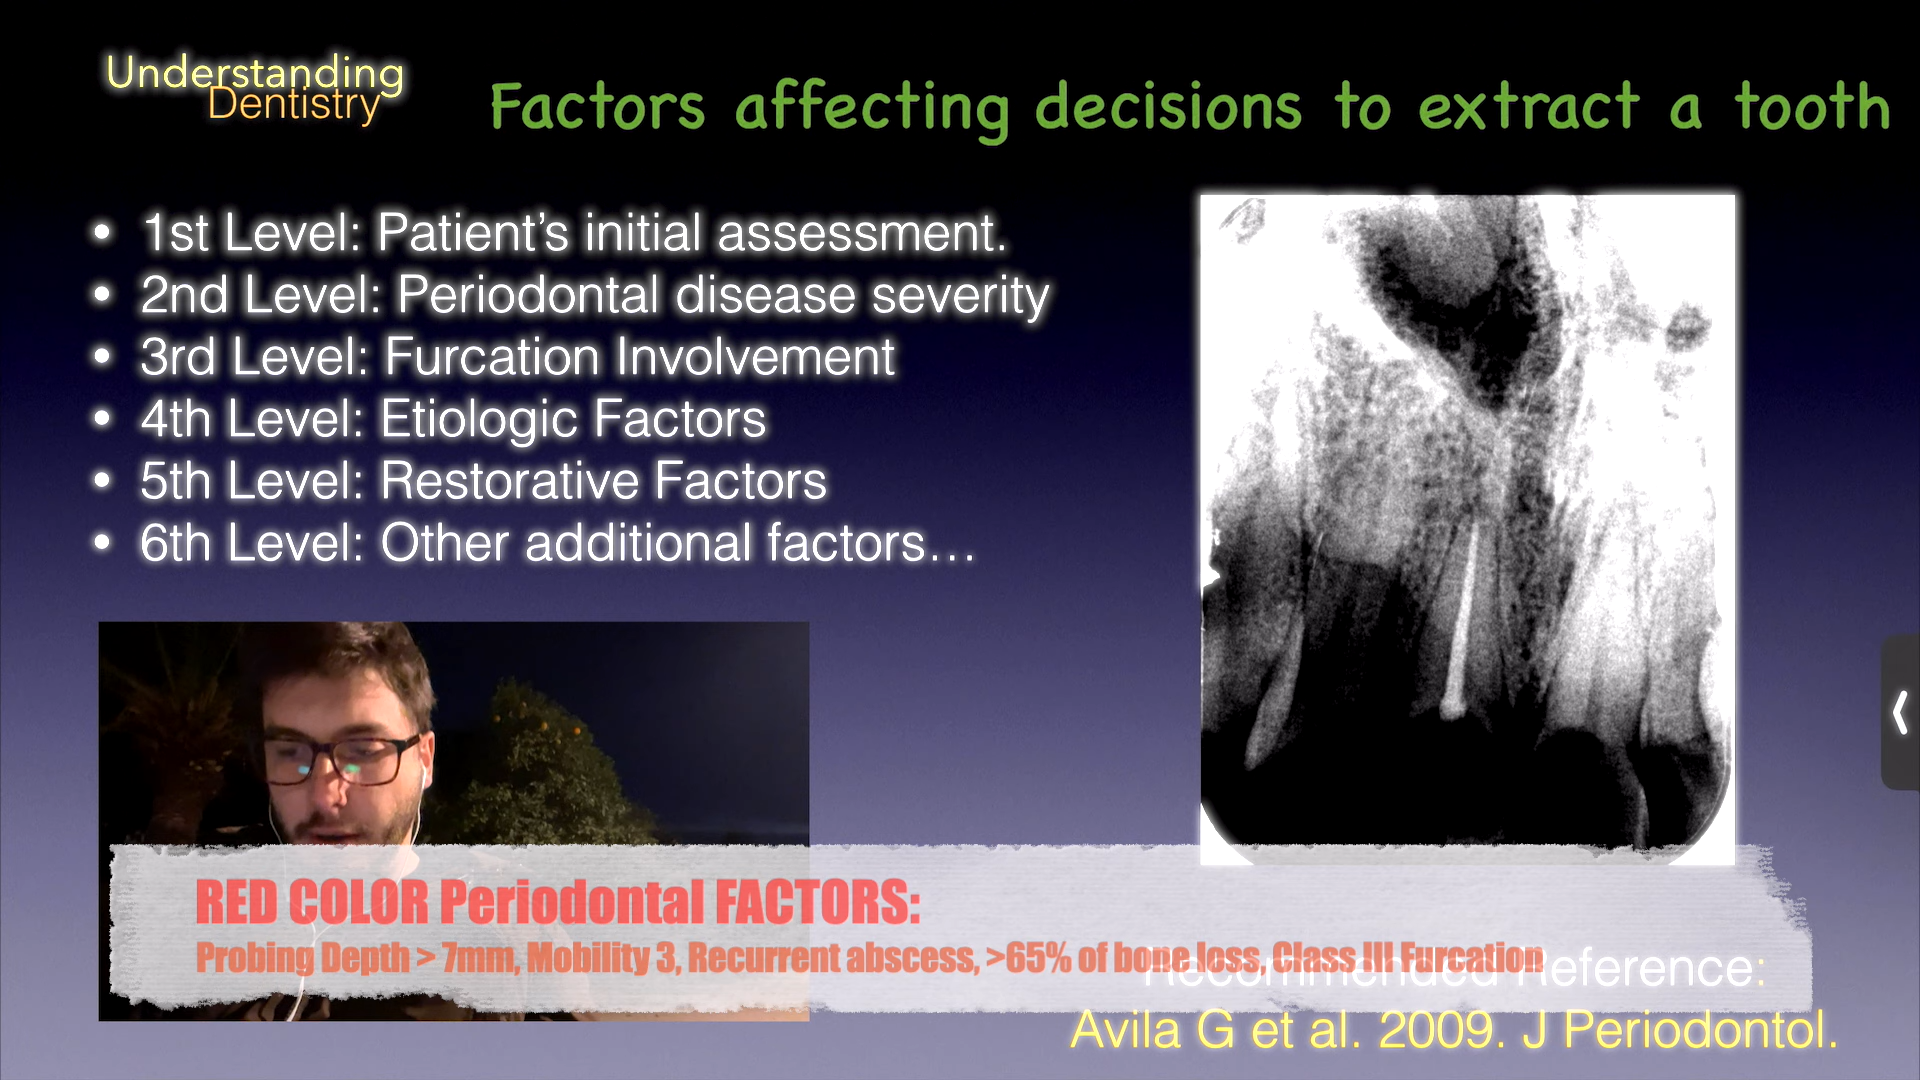 Understanding
Dentistry
Factors affecting decisions to extract a tooth
• 1st Level: Patient’s initial assessment.
• 2nd Level: Periodontal disease severity
• 3rd Level: Furcation Involvement
• 4th Level: Etiologic Factors
• 5th Level: Restorative Factors
• 6th Level: Other additional factors…
RED COLOR Periodontal FACTORS:
Probing Depth > 7mm, Mobility 3, Recurrent abscess, >65% of bone loss, Class III Furcation
Recommended Reference:
Avila G et al. 2009. J Periodontol.